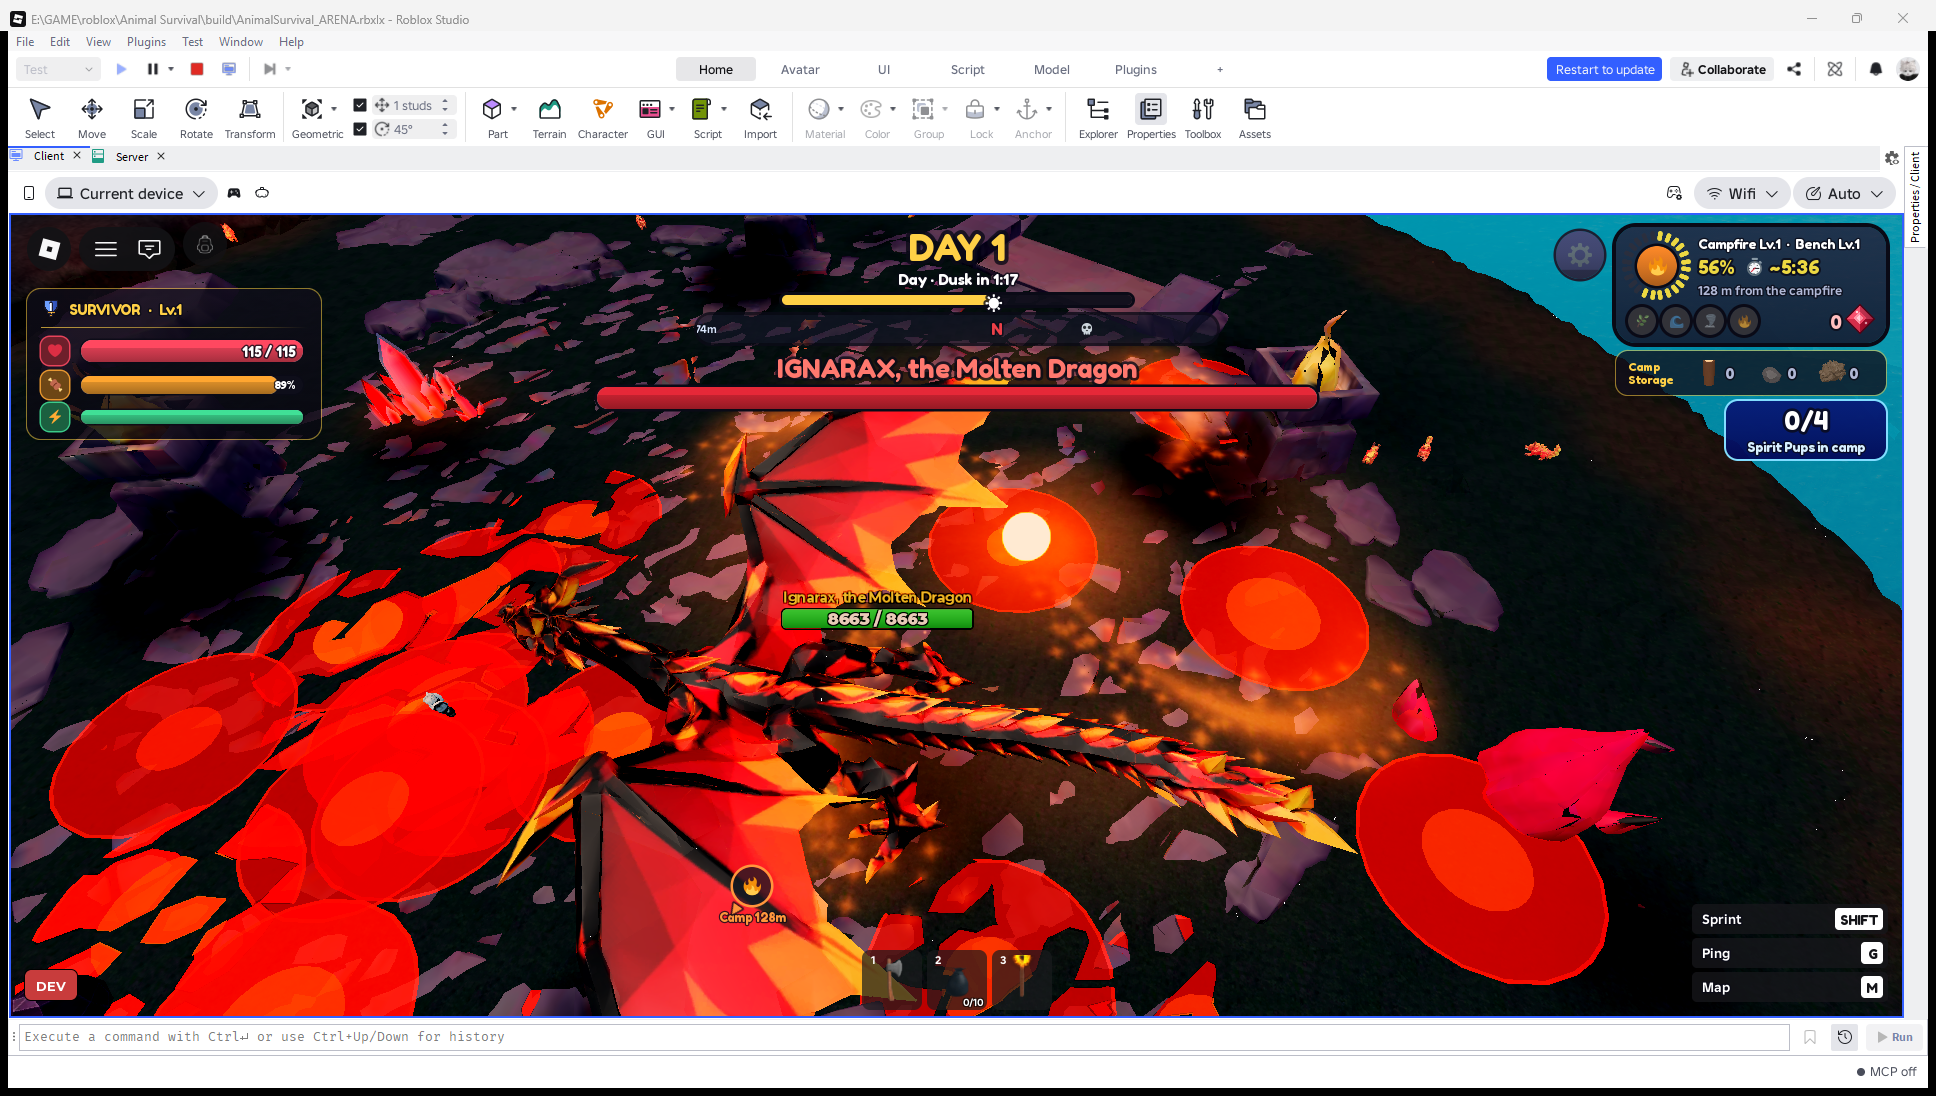 E:\GAME\roblox\Animal Survival\build\AnimalSurvival_ARENA.rbxlx - Roblox Studio
File Edit View Plugins Test Window Help
Test
Home Avatar UI Script Model Plugins +
Restart to update
Collaborate
Select Move Scale Rotate Transform Geometric
1 studs
45°
Part Terrain Character GUI Script Import Material Color Group Lock Anchor Explorer Properties Toolbox Assets
Client Server
Properties / Client
Current device
Wifi
Auto
DAY 1
Day · Dusk in 1:17
74m
N
IGNARAX, the Molten Dragon
SURVIVOR · Lv.1
115 / 115
89%
Campfire Lv.1 · Bench Lv.1
56% ~5:36
128 m from the campfire
0
Camp Storage
0 0 0
0/4
Spirit Pups in camp
Ignarax, the Molten Dragon
8663 / 8663
Camp 128m
1 2 3
0/10
DEV
Sprint SHIFT
Ping G
Map M
Execute a command with Ctrl↵ or use Ctrl+Up/Down for history
Run
MCP off